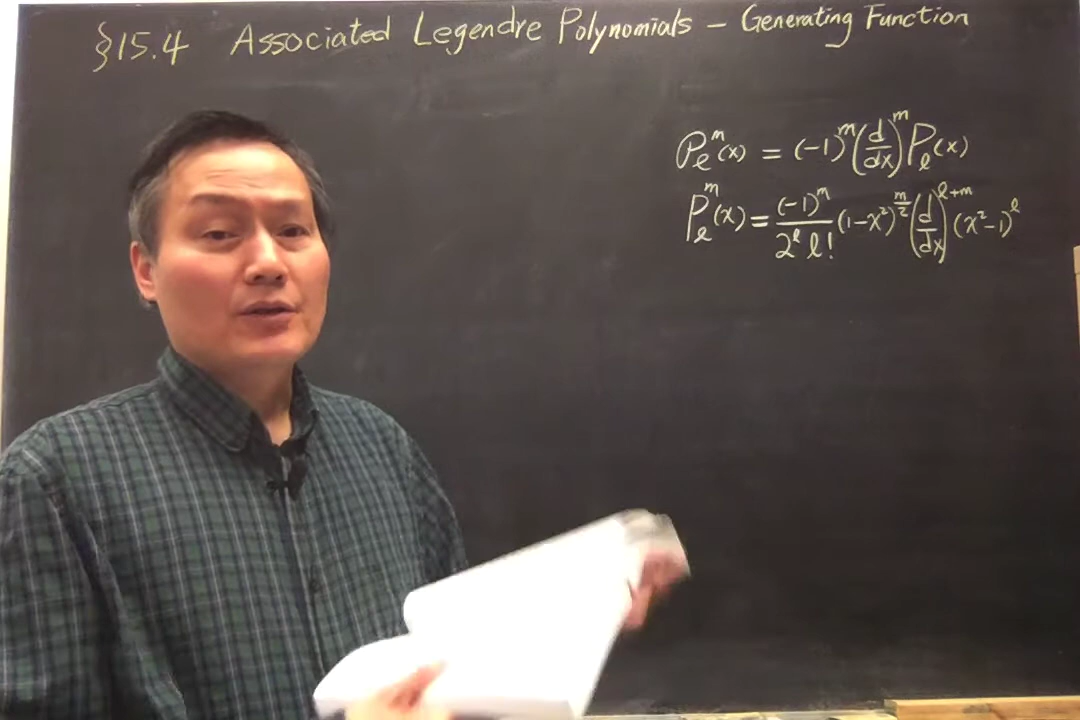 §15.4 Associated Legendre Polynomials – Generating Function
𝒫ₗᵐ(x) = (-1)ᵐ (d/dx)ᵐ Pₗ(x)
Pₗᵐ(x) = (-1)ᵐ/(2ˡ ℓ!) (1-x²)^(m/2) (d/dx)^(ℓ+m) (x²-1)^ℓ